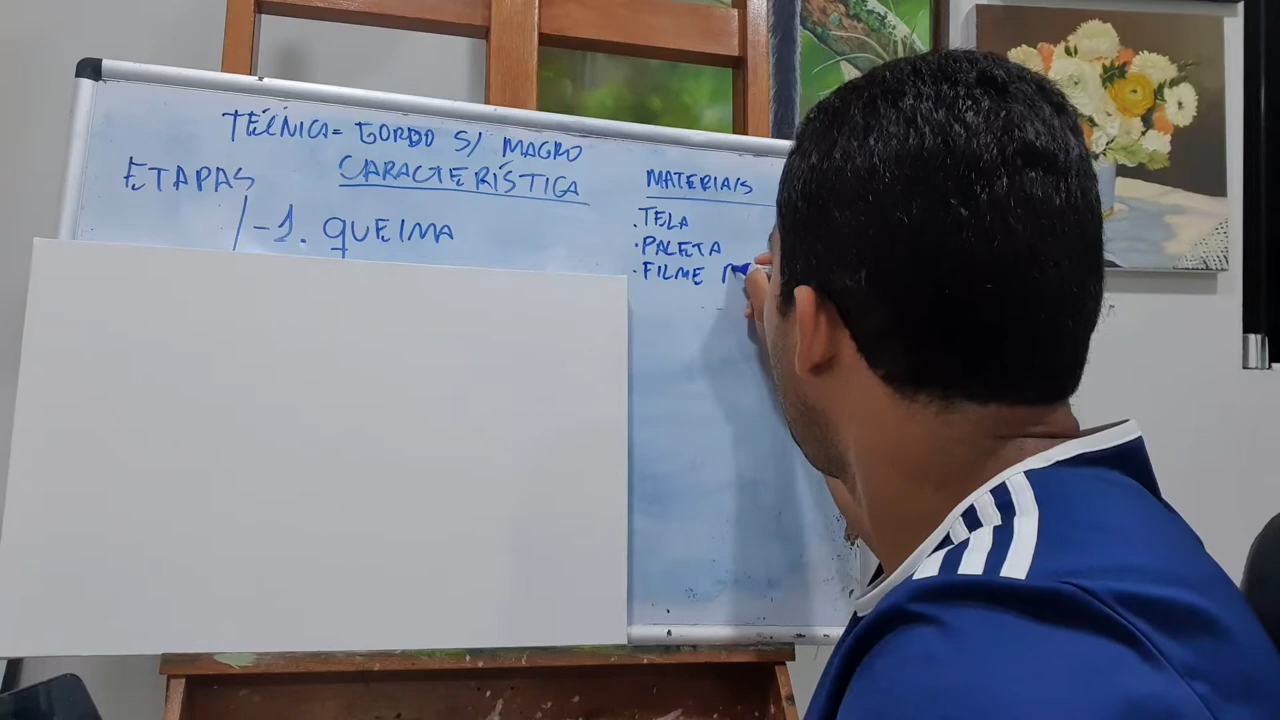 TÉCNICA = GORDO S/ MAGRO
CARACTERÍSTICA
ETAPAS
/-1. QUEIMA
MATERIAIS
.TELA
.PALETA
.FILME